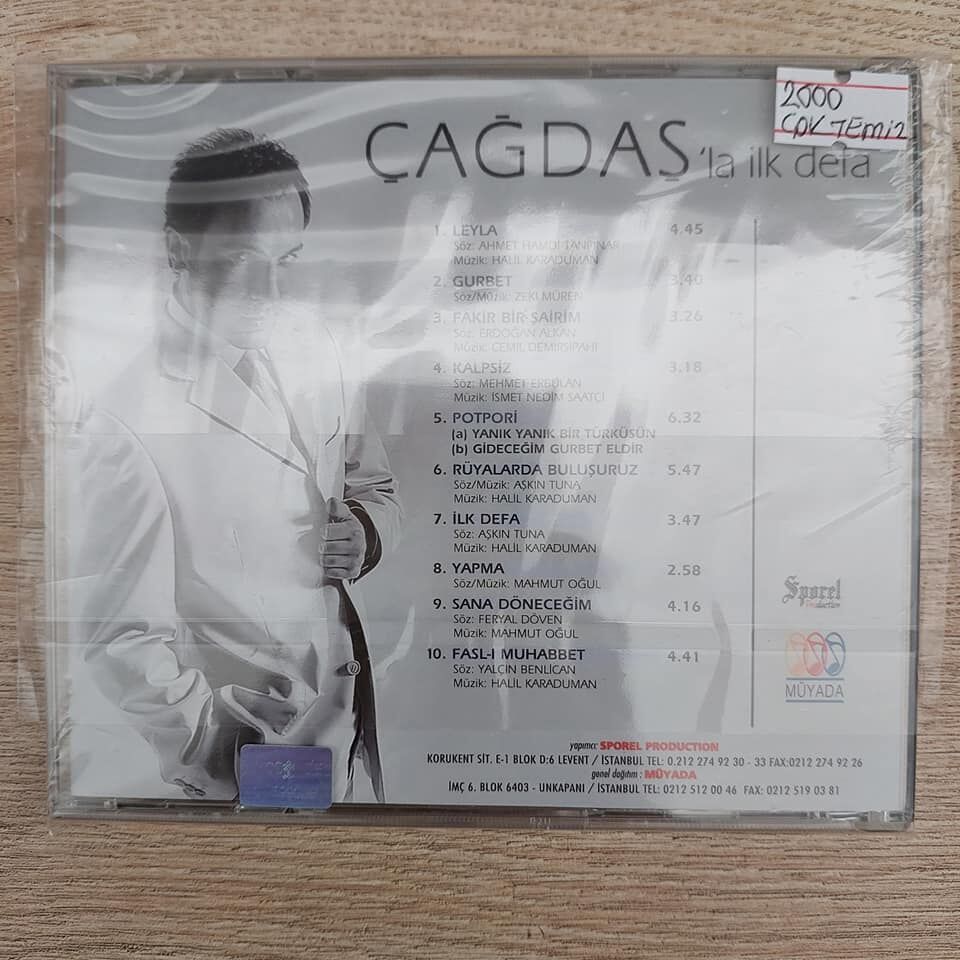 2000
ÇOK TEMİZ
ÇAĞDAŞ 'la ilk defa
1. LEYLA 4.45
Söz: AHMET HAMDİ TANPINAR
Müzik: HALİL KARADUMAN
2. GURBET 3.40
Söz/Müzik: ZEKİ MÜREN
3. FAKİR BİR ŞAİRİM 3.26
Söz: ERDOĞAN ALKAN
Müzik: CEMİL DEMİRSİPAHİ
4. KALPSİZ 3.18
Söz: MEHMET ERBULAN
Müzik: İSMET NEDİM SAATÇİ
5. POTPORİ 6.32
(a) YANIK YANIK BİR TÜRKÜSÜN
(b) GİDECEĞİM GURBET ELDİR
6. RÜYALARDA BULUŞURUZ 5.47
Söz/Müzik: AŞKIN TUNA
Müzik: HALİL KARADUMAN
7. İLK DEFA 3.47
Söz: AŞKIN TUNA
Müzik: HALİL KARADUMAN
8. YAPMA 2.58
Söz/Müzik: MAHMUT OĞUL
9. SANA DÖNECEĞİM 4.16
Söz: FERYAL DÖVEN
Müzik: MAHMUT OĞUL
10. FASL-I MUHABBET 4.41
Söz: YALÇIN BENLİCAN
Müzik: HALİL KARADUMAN
Sporel
Production
MÜYADA
yapımcı: SPOREL PRODUCTION
KORUKENT SİT. E-1 BLOK D:6 LEVENT / İSTANBUL TEL: 0.212 274 92 30 - 33 FAX:0212 274 92 26
genel dağıtım : MÜYADA
İMÇ 6. BLOK 6403 - UNKAPANI / İSTANBUL TEL: 0212 512 00 46 FAX: 0212 519 03 81